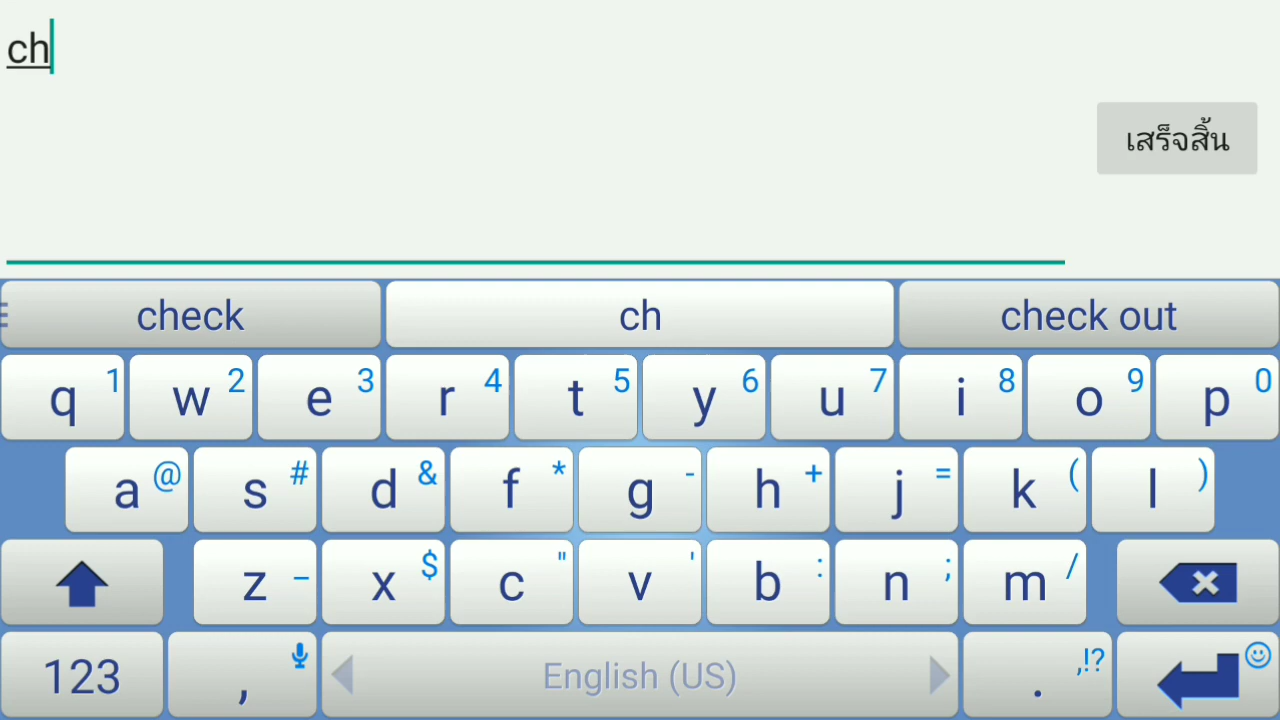 ch
เสร็จสิ้น
check ch check out
q 1 w 2 e 3 r 4 t 5 y 6 u 7 i 8 o 9 p 0
a @ s # d & f * g - h + j = k ( l )
z _ x $ c " v ' b : n ; m /
123 , English (US) . ,!?